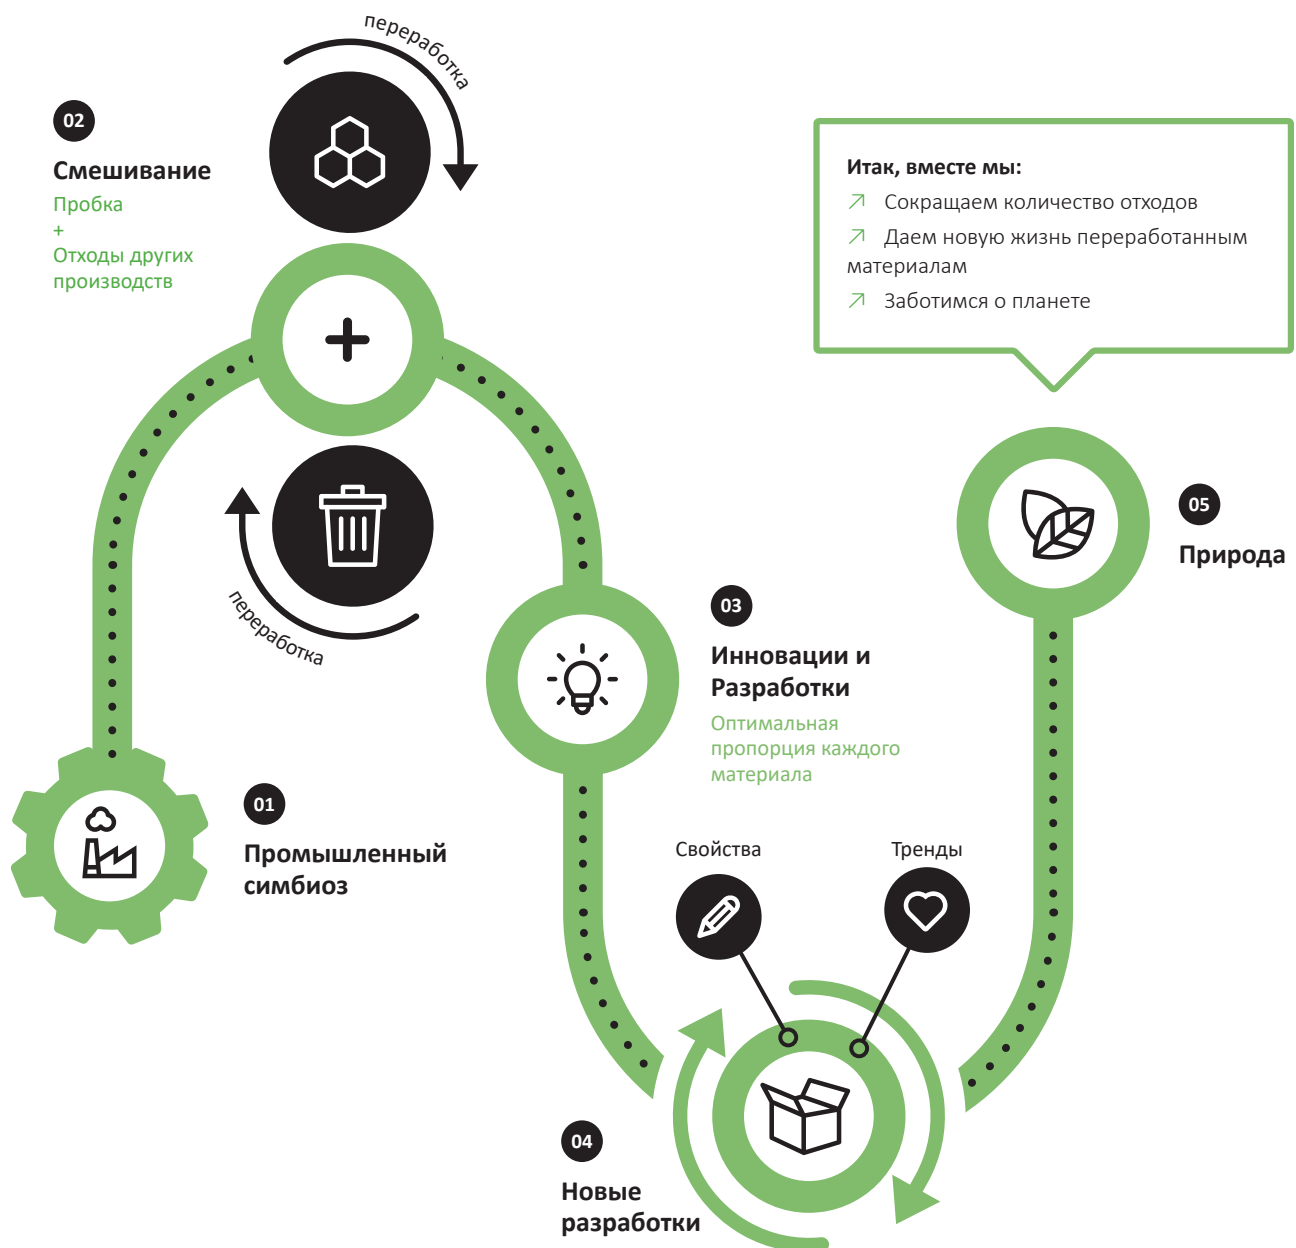 переработка
02
Смешивание
Пробка
+
Отходы других
производств
переработка
01
Промышленный
симбиоз
03
Инновации и
Разработки
Оптимальная
пропорция каждого
материала
Свойства
Тренды
04
Новые
разработки
Итак, вместе мы:
Сокращаем количество отходов
Даем новую жизнь переработанным
материалам
Заботимся о планете
05
Природа